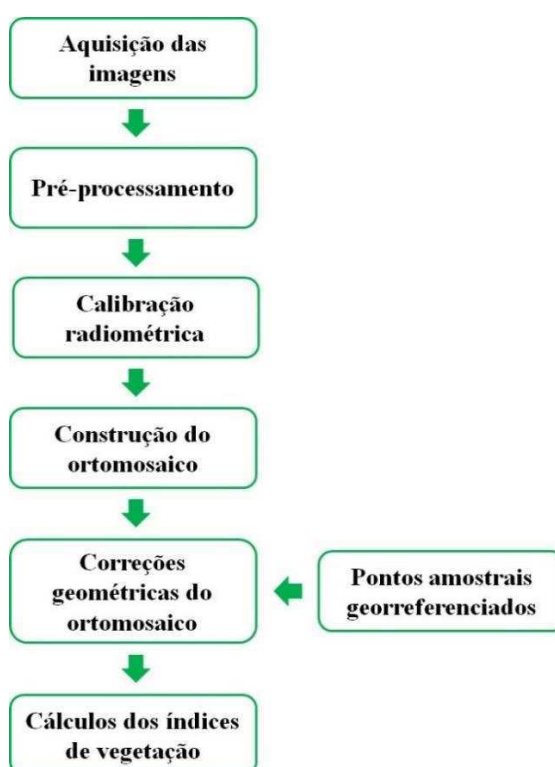 Aquisição das
imagens
Pré-processamento
Calibração
radiométrica
Construção do
ortomosaico
Correções
geométricas do
ortomosaico
Pontos amostrais
georreferenciados
Cálculos dos índices
de vegetação